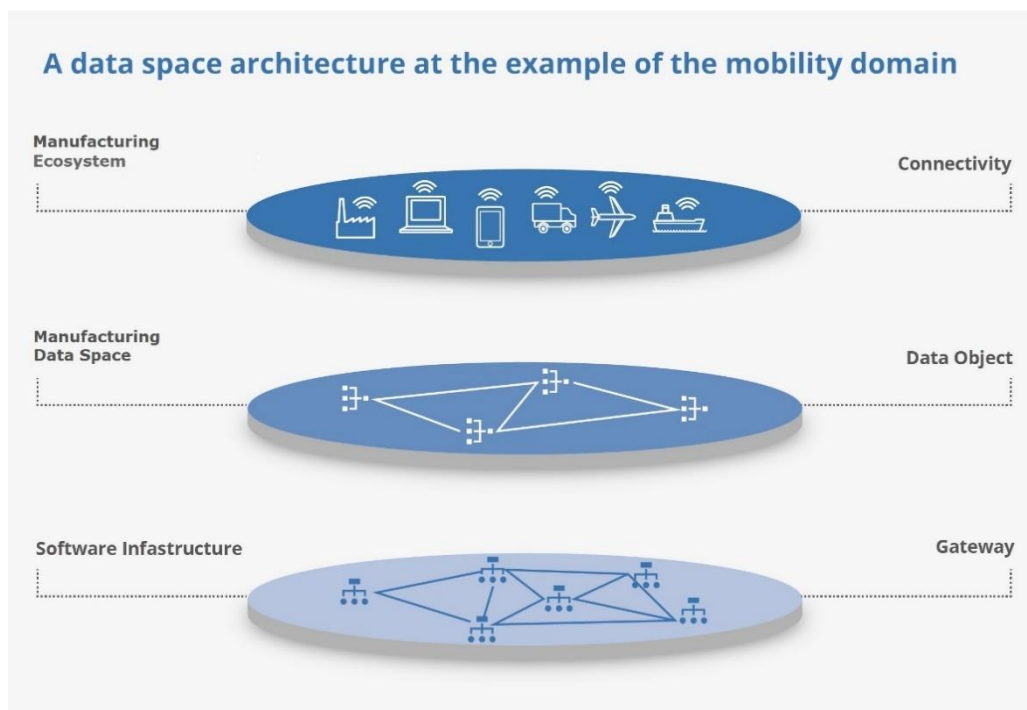 A data space architecture at the example of the mobility domain
Manufacturing
Ecosystem
Connectivity
Manufacturing
Data Space
Data Object
Software Infastructure
Gateway